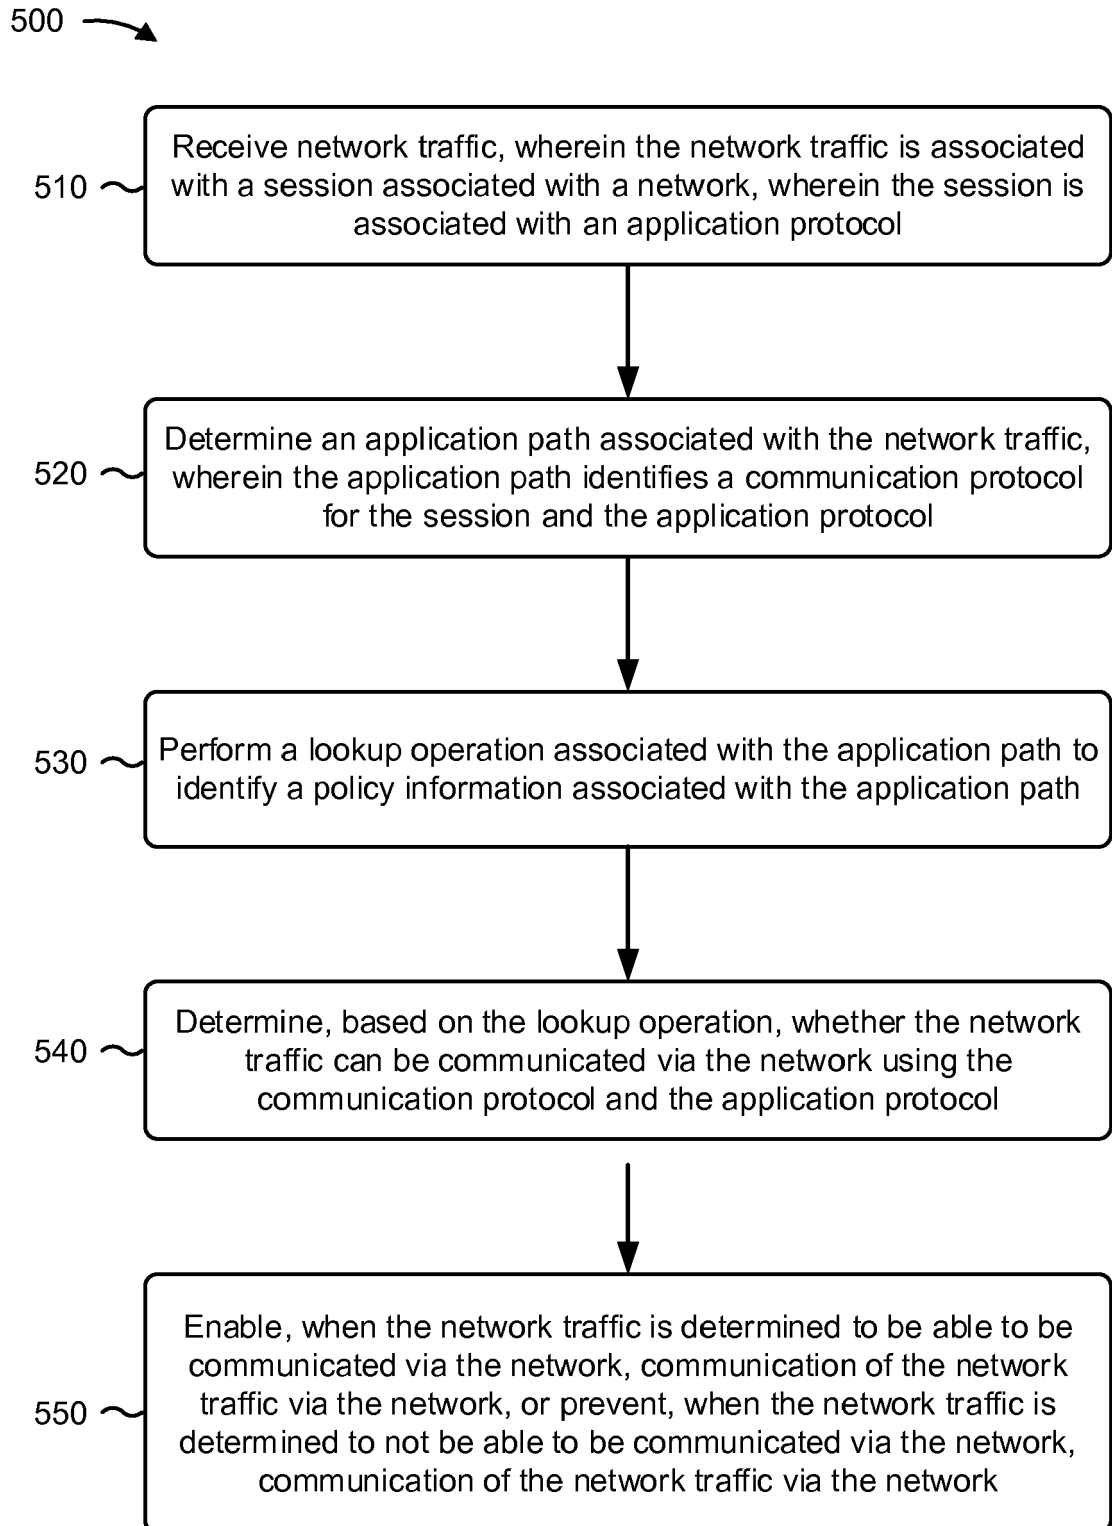 500
510
Receive network traffic, wherein the network traffic is associated
with a session associated with a network, wherein the session is
associated with an application protocol
520
Determine an application path associated with the network traffic,
wherein the application path identifies a communication protocol
for the session and the application protocol
530
Perform a lookup operation associated with the application path to
identify a policy information associated with the application path
540
Determine, based on the lookup operation, whether the network
traffic can be communicated via the network using the
communication protocol and the application protocol
550
Enable, when the network traffic is determined to be able to be
communicated via the network, communication of the network
traffic via the network, or prevent, when the network traffic is
determined to not be able to be communicated via the network,
communication of the network traffic via the network